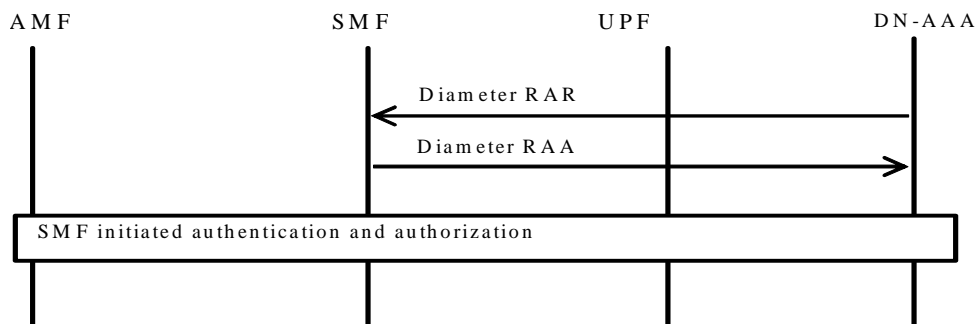 AMF SMF UPF DN-AAA
Diameter RAR
Diameter RAA
SMF initiated authentication and authorization